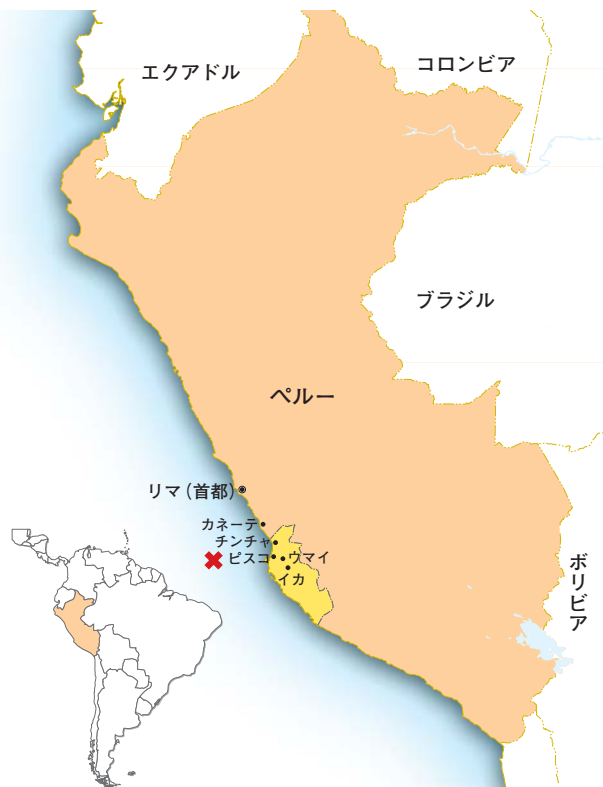 エクアドル
コロンビア
ブラジル
ペルー
リマ（首都）
カネーテ
チンチャ
ピスコ
ウマイ
イカ
ボリビア